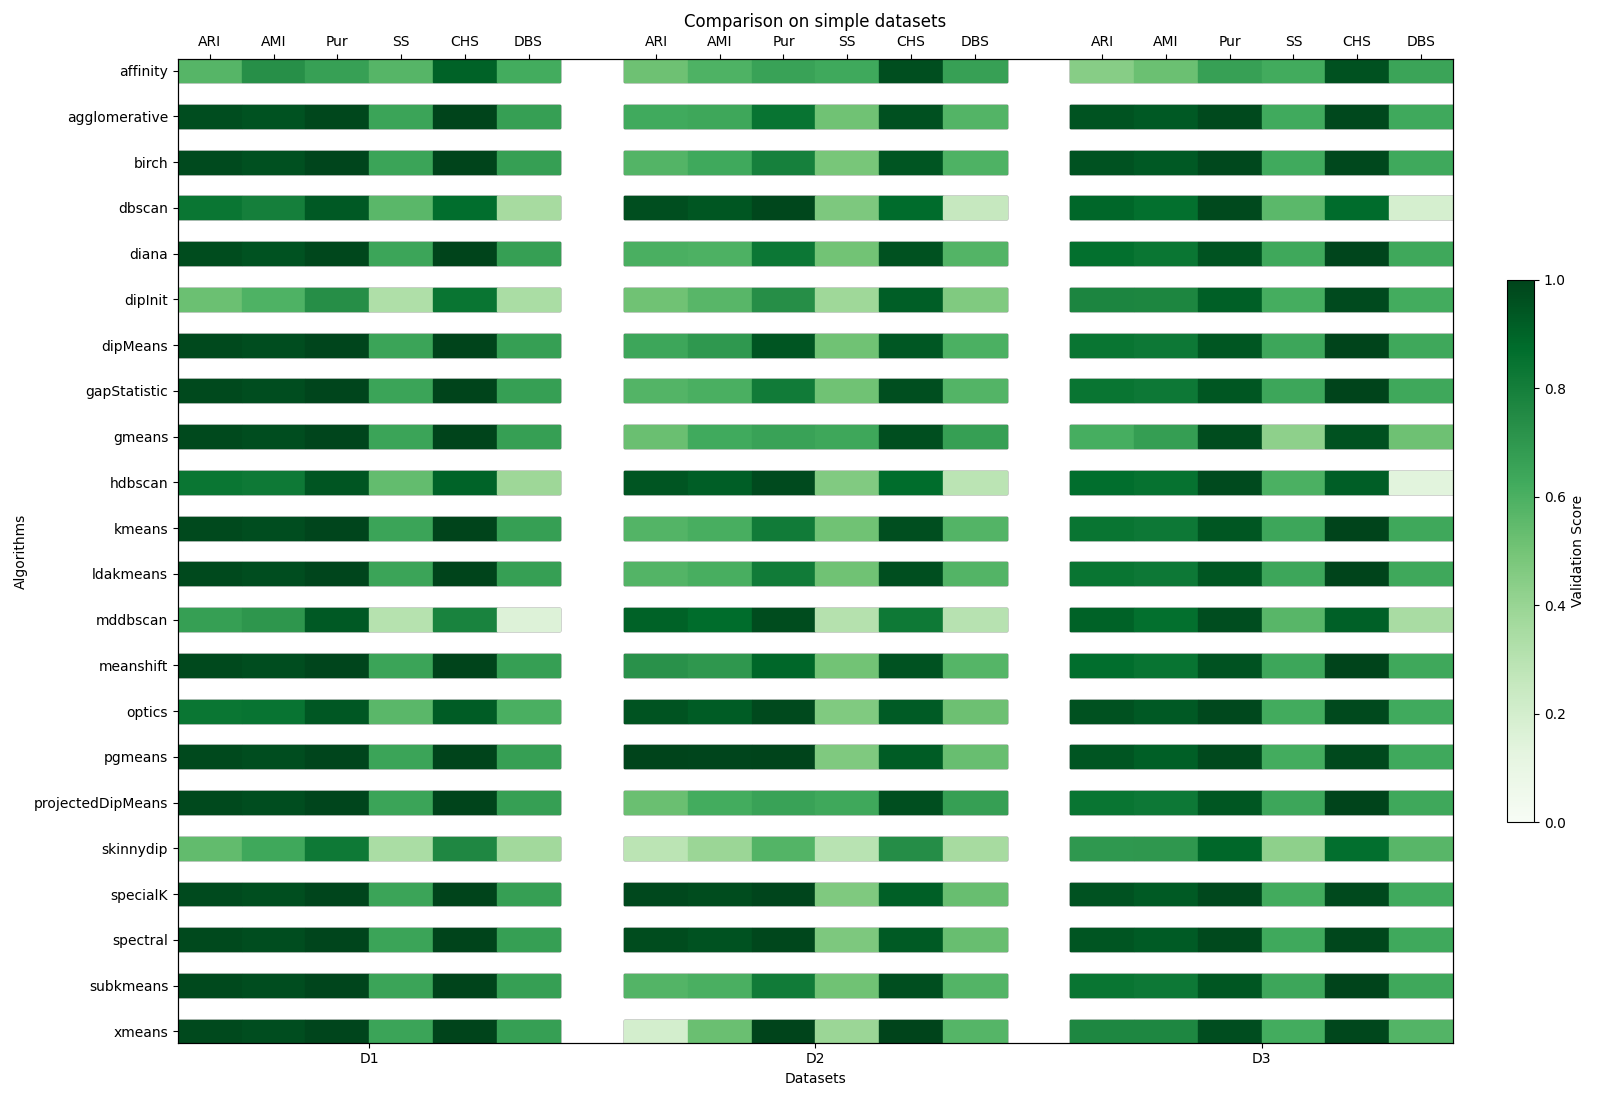 Comparison on simple datasets
ARI AMI Pur SS CHS DBS ARI AMI Pur SS CHS DBS ARI AMI Pur SS CHS DBS
affinity
agglomerative
birch
dbscan
diana
dipInit
dipMeans
gapStatistic
gmeans
hdbscan
kmeans
ldakmeans
mddbscan
meanshift
optics
pgmeans
projectedDipMeans
skinnydip
specialK
spectral
subkmeans
xmeans
Algorithms
D1 D2 D3
Datasets
1.0
0.8
0.6
0.4
0.2
0.0
Validation Score